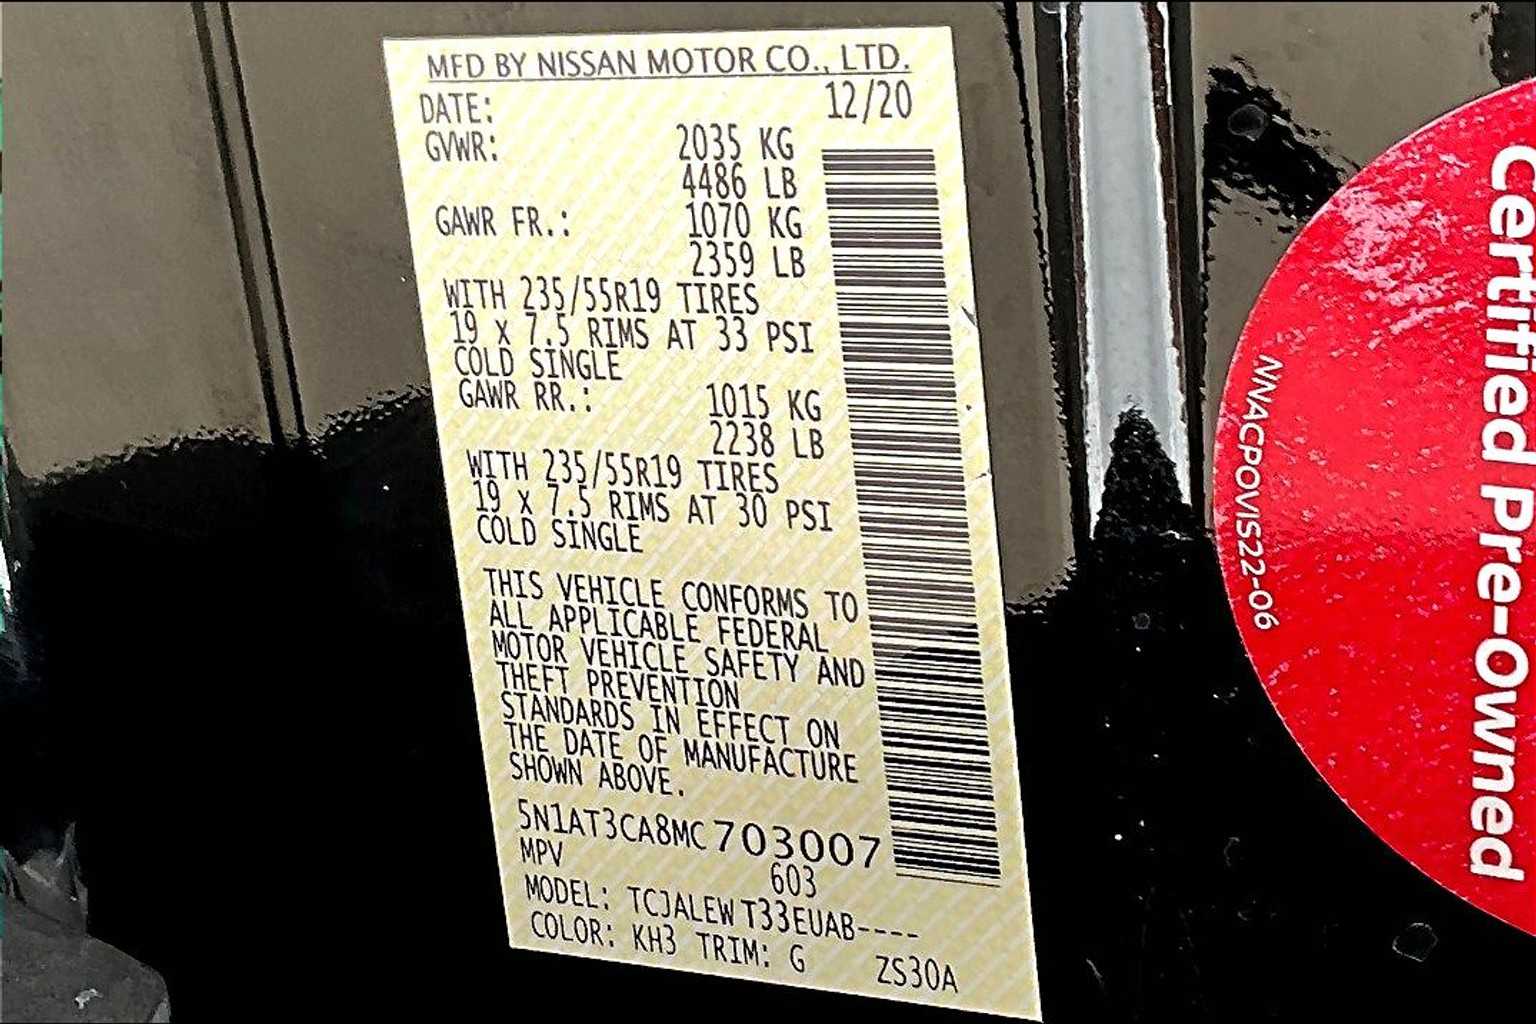 MFD BY NISSAN MOTOR CO., LTD.
DATE: 12/20
GVWR: 2035 KG
4486 LB
GAWR FR.: 1070 KG
2359 LB
WITH 235/55R19 TIRES
19 x 7.5 RIMS AT 33 PSI
COLD SINGLE
GAWR RR.: 1015 KG
2238 LB
WITH 235/55R19 TIRES
19 x 7.5 RIMS AT 30 PSI
COLD SINGLE
THIS VEHICLE CONFORMS TO
ALL APPLICABLE FEDERAL
MOTOR VEHICLE SAFETY AND
THEFT PREVENTION
STANDARDS IN EFFECT ON
THE DATE OF MANUFACTURE
SHOWN ABOVE.
5N1AT3CA8MC703007
MPV 603
MODEL: TCJALEWT33EUAB----
COLOR: KH3 TRIM: G ZS30A
Certified Pre-Owned
NNACPOVIS22-06